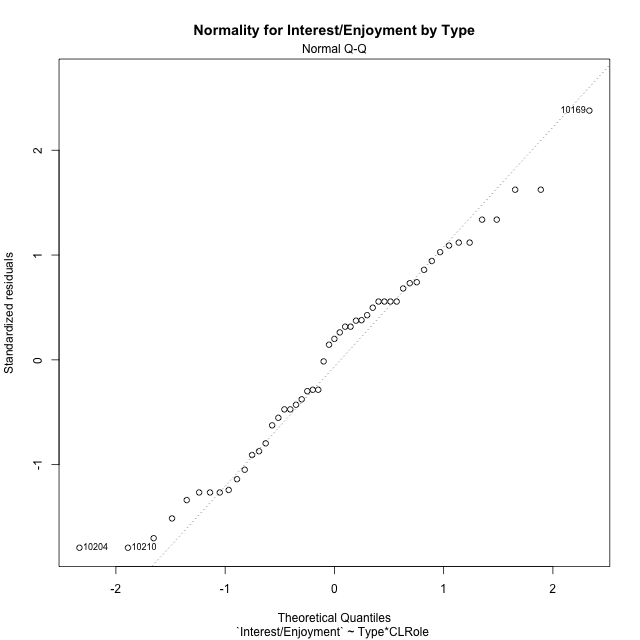 Normality for Interest/Enjoyment by Type
Normal Q-Q
10169
2
1
0
-1
Standardized residuals
10204
10210
-2 -1 0 1 2
Theoretical Quantiles
`Interest/Enjoyment` ~ Type*CLRole